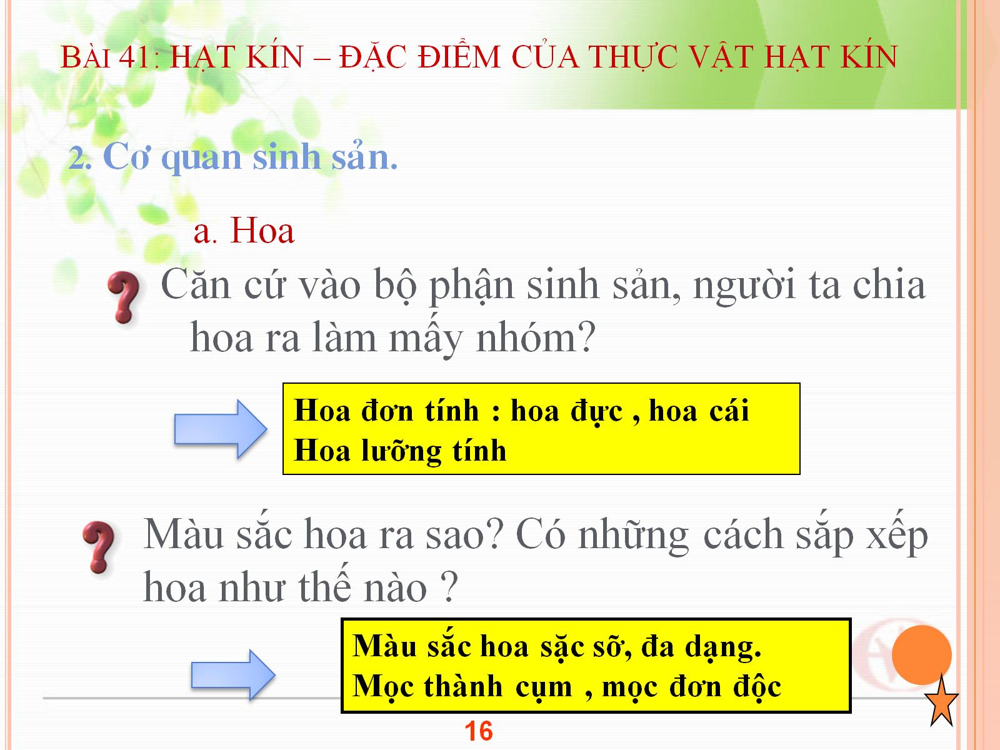 BÀI 41: HẠT KÍN – ĐẶC ĐIỂM CỦA THỰC VẬT HẠT KÍN
2. Cơ quan sinh sản.
a. Hoa
Căn cứ vào bộ phận sinh sản, người ta chia
hoa ra làm mấy nhóm?
Hoa đơn tính : hoa đực , hoa cái
Hoa lưỡng tính
Màu sắc hoa ra sao? Có những cách sắp xếp
hoa như thế nào ?
Màu sắc hoa sặc sỡ, đa dạng.
Mọc thành cụm , mọc đơn độc
16